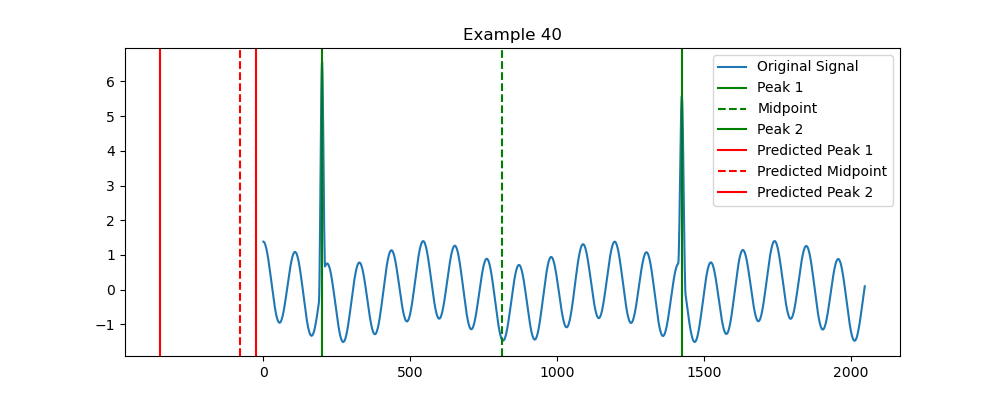 Example 40
Original Signal
Peak 1
Midpoint
Peak 2
Predicted Peak 1
Predicted Midpoint
Predicted Peak 2
6
5
4
3
2
1
0
−1
0 500 1000 1500 2000